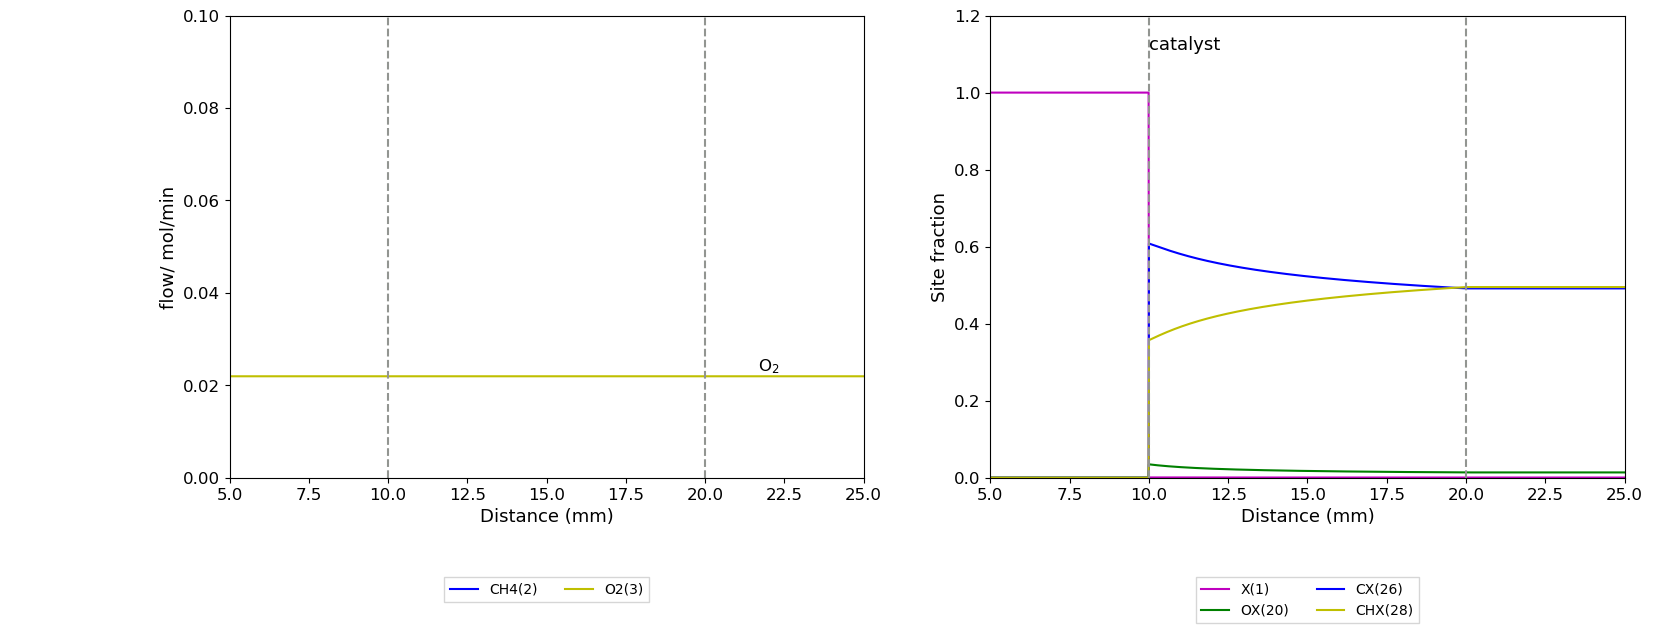 0.10
0.08
0.06
0.04
0.02
0.00
flow/ mol/min
O₂
5.0 7.5 10.0 12.5 15.0 17.5 20.0 22.5 25.0
Distance (mm)
CH4(2) O2(3)
1.2
1.0
0.8
0.6
0.4
0.2
0.0
Site fraction
catalyst
5.0 7.5 10.0 12.5 15.0 17.5 20.0 22.5 25.0
Distance (mm)
X(1) CX(26)
OX(20) CHX(28)